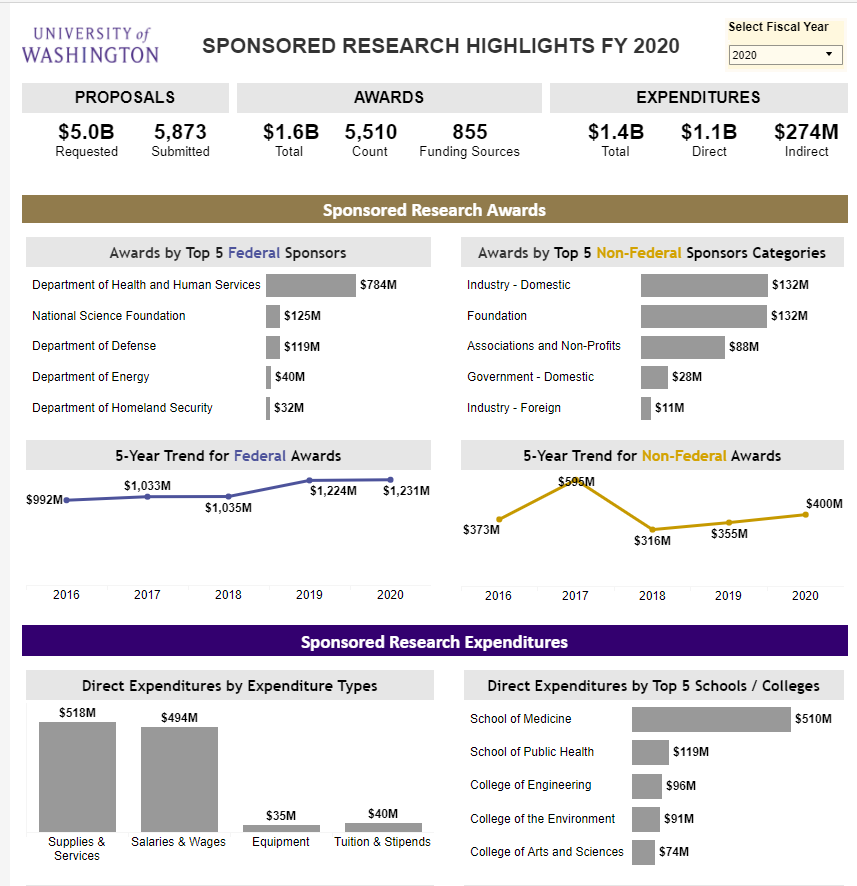 UNIVERSITY of
WASHINGTON
SPONSORED RESEARCH HIGHLIGHTS FY 2020
Select Fiscal Year
2020
PROPOSALS
$5.0B 5,873
Requested Submitted
AWARDS
$1.6B 5,510 855
Total Count Funding Sources
EXPENDITURES
$1.4B $1.1B $274M
Total Direct Indirect
Sponsored Research Awards
Awards by Top 5 Federal Sponsors
Department of Health and Human Services $784M
National Science Foundation $125M
Department of Defense $119M
Department of Energy $40M
Department of Homeland Security $32M
Awards by Top 5 Non-Federal Sponsors Categories
Industry - Domestic $132M
Foundation $132M
Associations and Non-Profits $88M
Government - Domestic $28M
Industry - Foreign $11M
5-Year Trend for Federal Awards
$992M $1,033M $1,035M $1,224M $1,231M
2016 2017 2018 2019 2020
5-Year Trend for Non-Federal Awards
$373M $595M $316M $355M $400M
2016 2017 2018 2019 2020
Sponsored Research Expenditures
Direct Expenditures by Expenditure Types
$518M $494M $35M $40M
Supplies & Salaries & Wages Equipment Tuition & Stipends
Services
Direct Expenditures by Top 5 Schools / Colleges
School of Medicine $510M
School of Public Health $119M
College of Engineering $96M
College of the Environment $91M
College of Arts and Sciences $74M